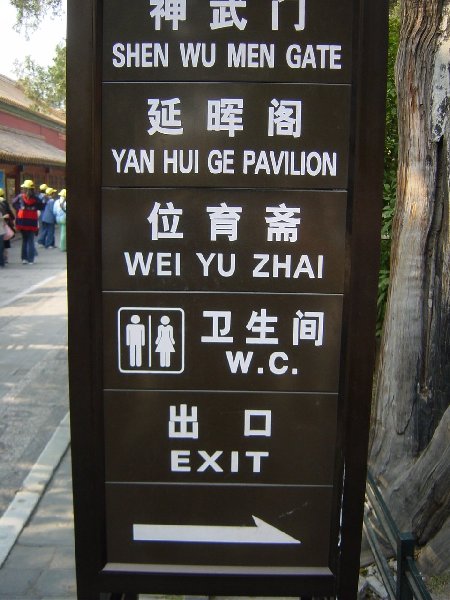 神武门
SHEN WU MEN GATE
延晖阁
YAN HUI GE PAVILION
位育斋
WEI YU ZHAI
卫生间
W.C.
出口
EXIT